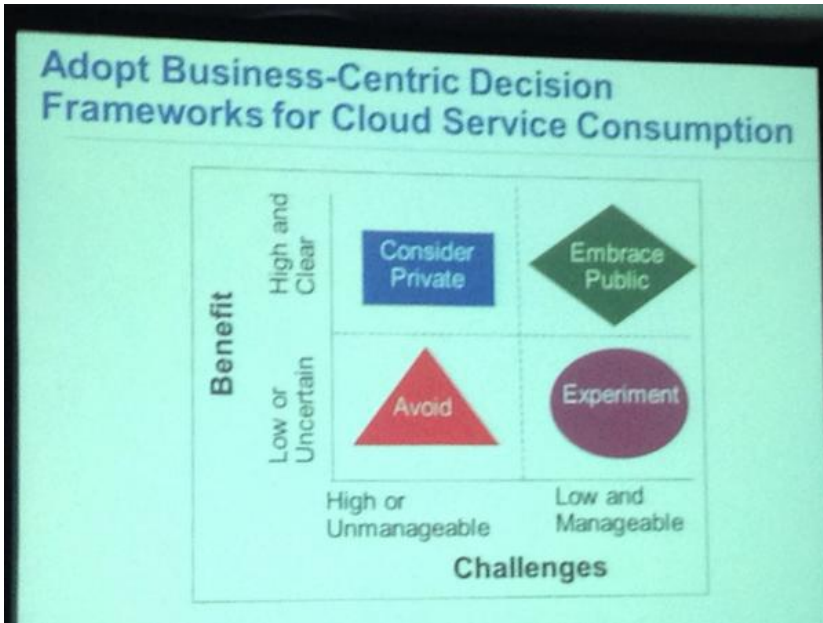 Adopt Business-Centric Decision
Frameworks for Cloud Service Consumption
Benefit
High and
Clear
Consider
Private
Embrace
Public
Low or
Uncertain
Avoid
Experiment
High or
Unmanageable
Low and
Manageable
Challenges